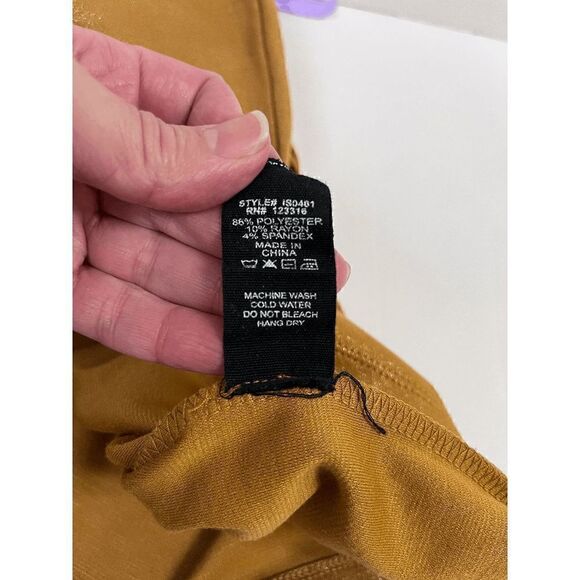 STYLE# IS0461
RN# 123316
86% POLYESTER
10% RAYON
4% SPANDEX
MADE IN
CHINA
MACHINE WASH
COLD WATER
DO NOT BLEACH
HANG DRY